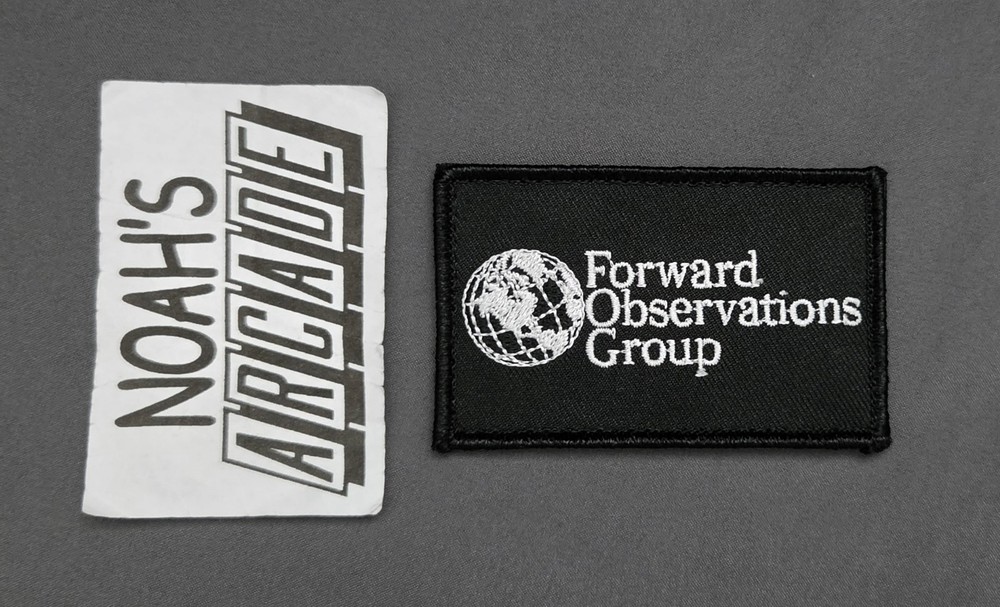 NOAH'S
ARCADE
Forward
Observations
Group